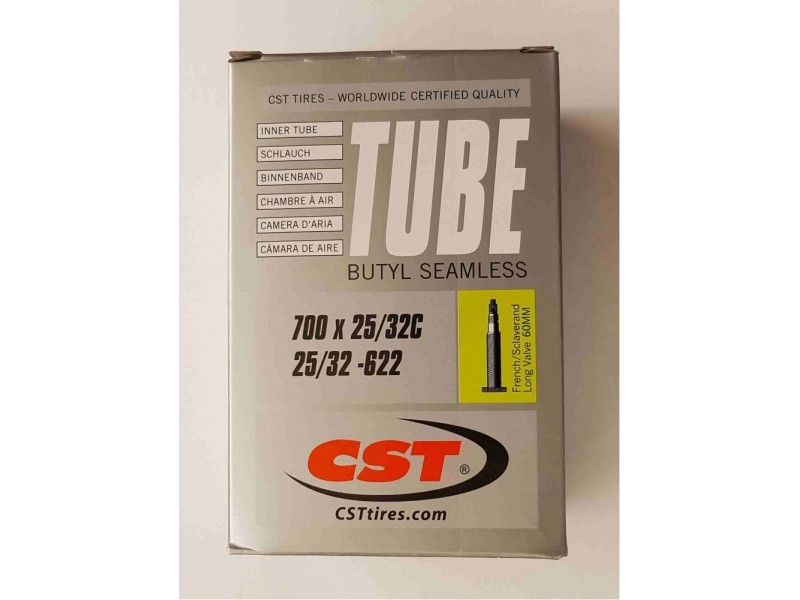 CST TIRES – WORLDWIDE CERTIFIED QUALITY
INNER TUBE
SCHLAUCH
BINNENBAND
CHAMBRE À AIR
CAMERA D'ARIA
CÁMARA DE AIRE
TUBE
BUTYL SEAMLESS
700 x 25/32C
25/32 -622
French/Sclaverand
Long Valve 60MM
CST®
CSTtires.com